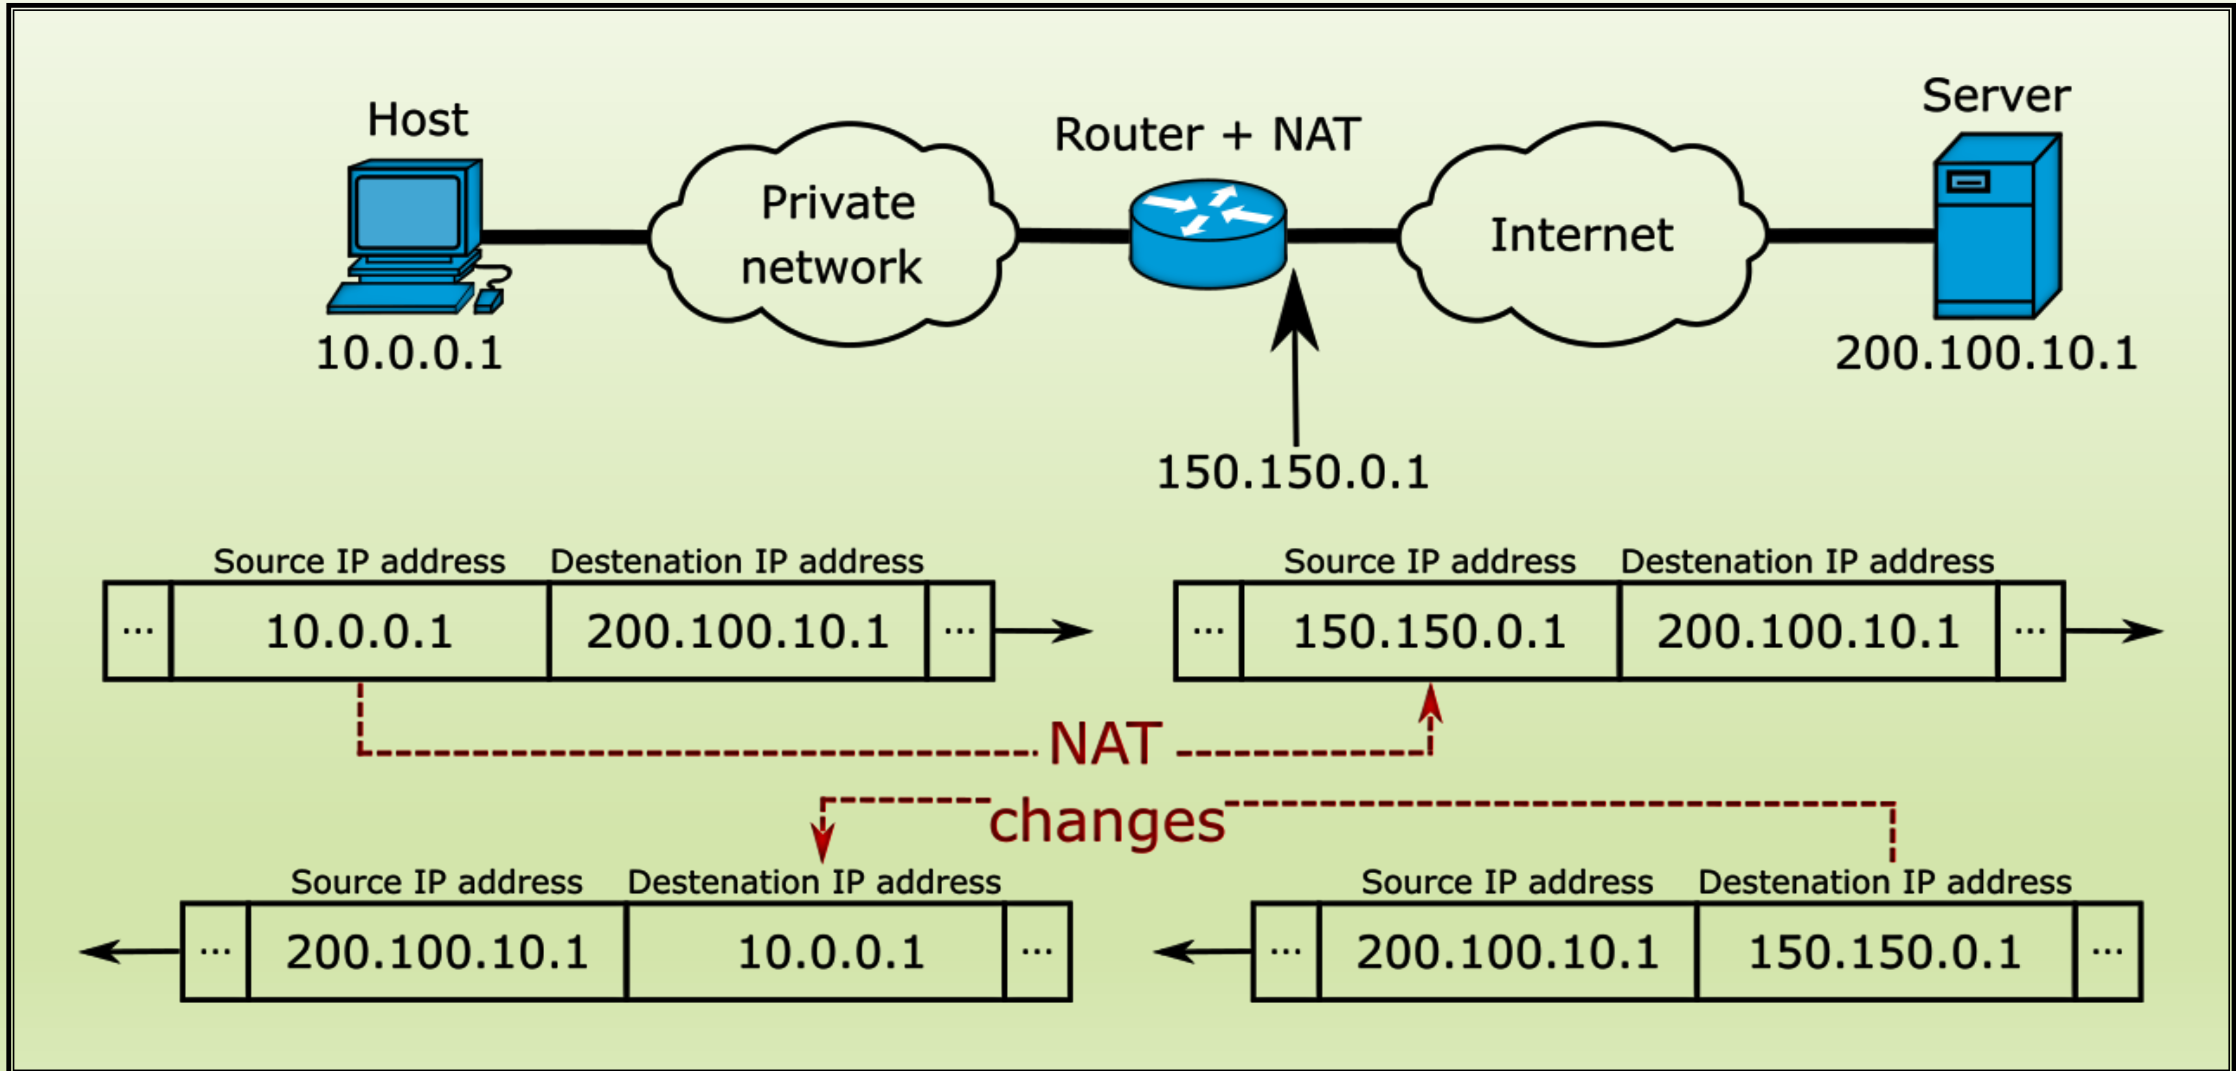 Host
Private
network
10.0.0.1
Router + NAT
150.150.0.1
Internet
Server
200.100.10.1
Source IP address Destenation IP address
... 10.0.0.1 200.100.10.1 ...
Source IP address Destenation IP address
... 150.150.0.1 200.100.10.1 ...
NAT
changes
Source IP address Destenation IP address
... 200.100.10.1 10.0.0.1 ...
Source IP address Destenation IP address
... 200.100.10.1 150.150.0.1 ...